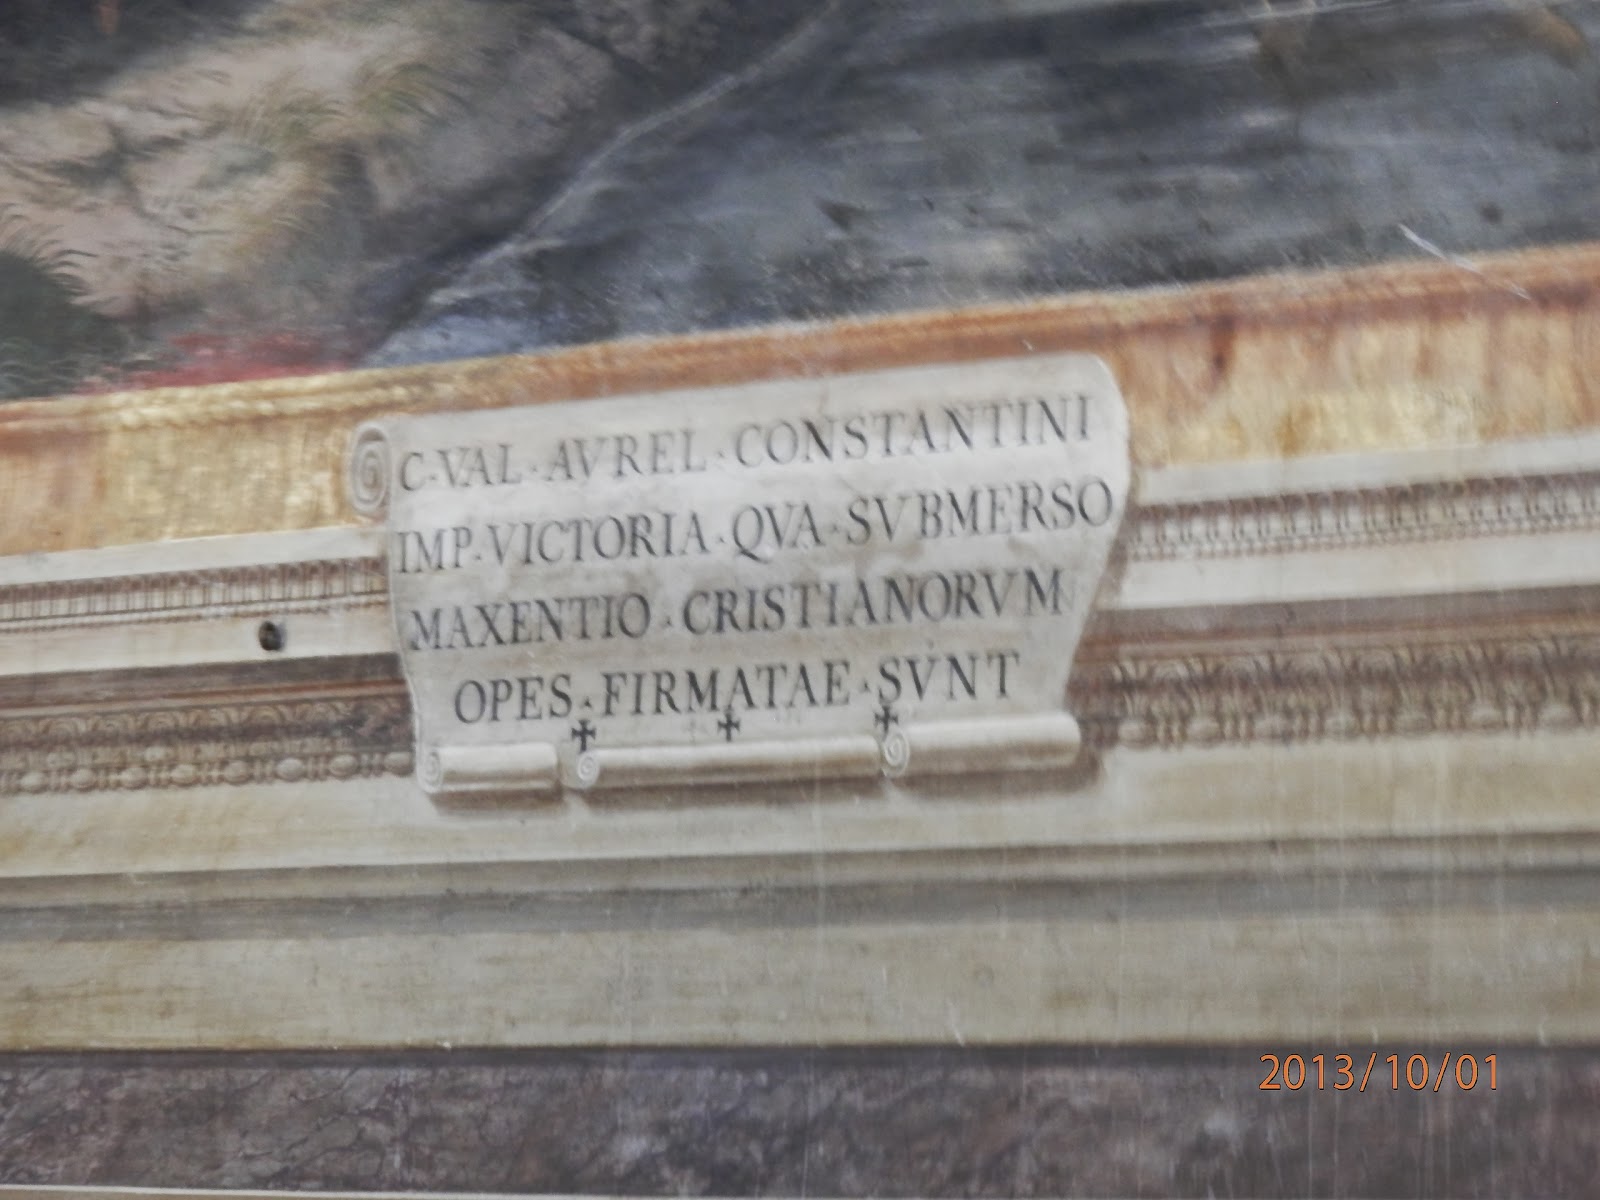 C·VAL·AVREL·CONSTANTINI
IMP·VICTORIA·QVA·SVBMERSO
MAXENTIO·CRISTIANORVM
OPES·FIRMATAE·SVNT
2013/10/01